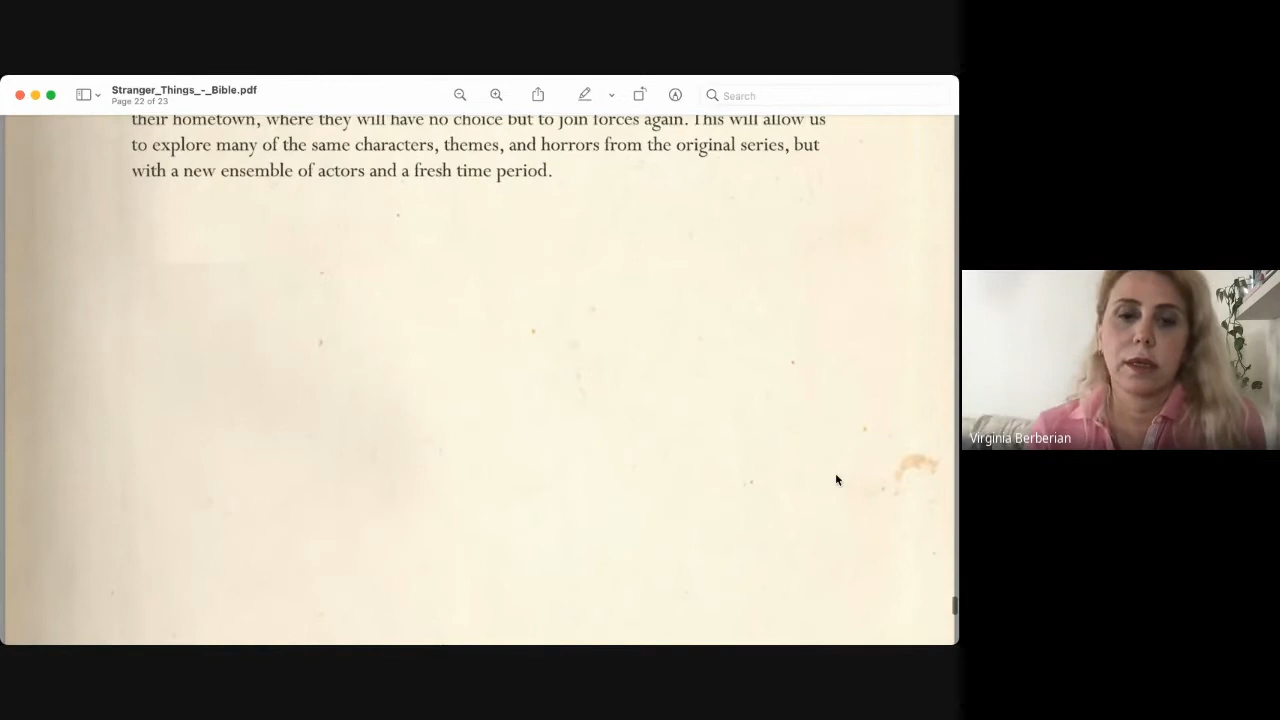 Stranger_Things_-_Bible.pdf
Page 22 of 23
Search
their hometown, where they will have no choice but to join forces again. This will allow us
to explore many of the same characters, themes, and horrors from the original series, but
with a new ensemble of actors and a fresh time period.
Virginia Berberian